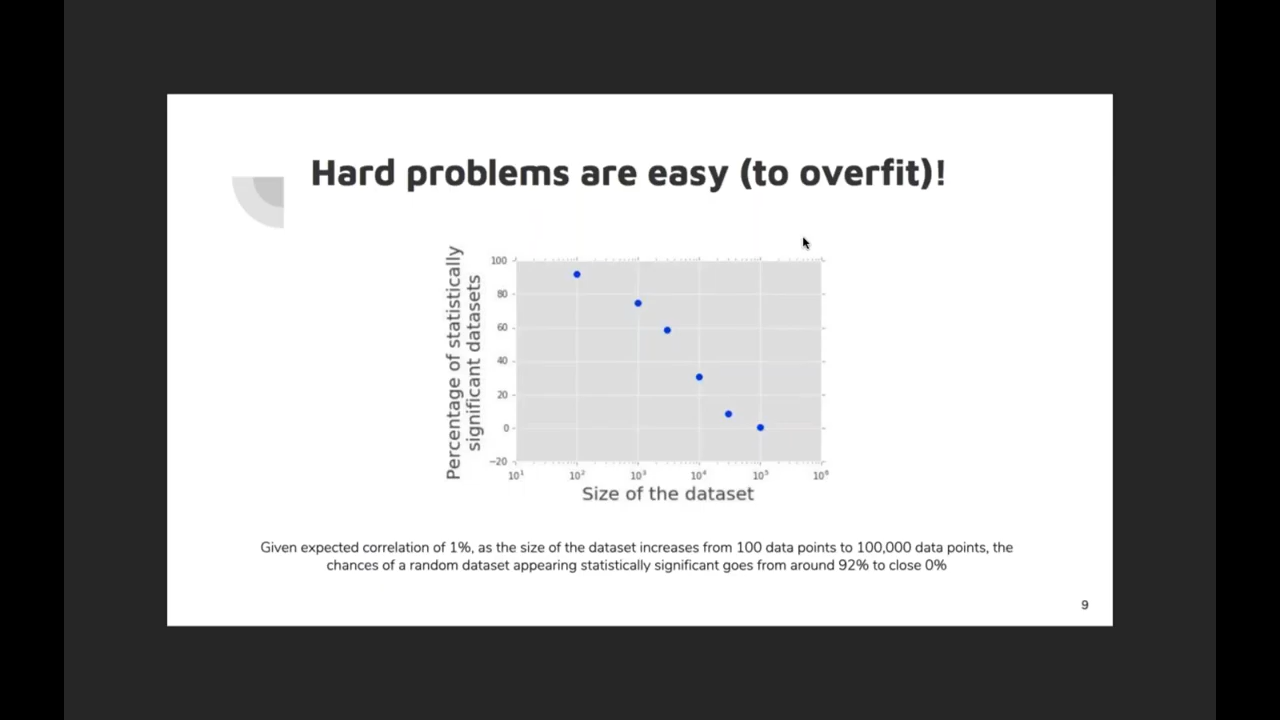 Hard problems are easy (to overfit)!
Percentage of statistically
significant datasets
100
80
60
40
20
0
−20
10¹ 10² 10³ 10⁴ 10⁵ 10⁶
Size of the dataset
Given expected correlation of 1%, as the size of the dataset increases from 100 data points to 100,000 data points, the
chances of a random dataset appearing statistically significant goes from around 92% to close 0%
9